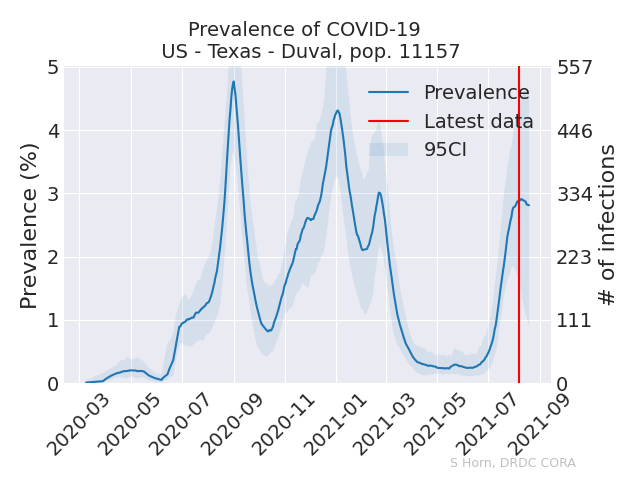 Prevalence of COVID-19
US - Texas - Duval, pop. 11157
Prevalence (%)
5
4
3
2
1
0
557
446
334
223
111
0
# of infections
Prevalence
Latest data
95CI
2020-03
2020-05
2020-07
2020-09
2020-11
2021-01
2021-03
2021-05
2021-07
2021-09
S Horn, DRDC CORA